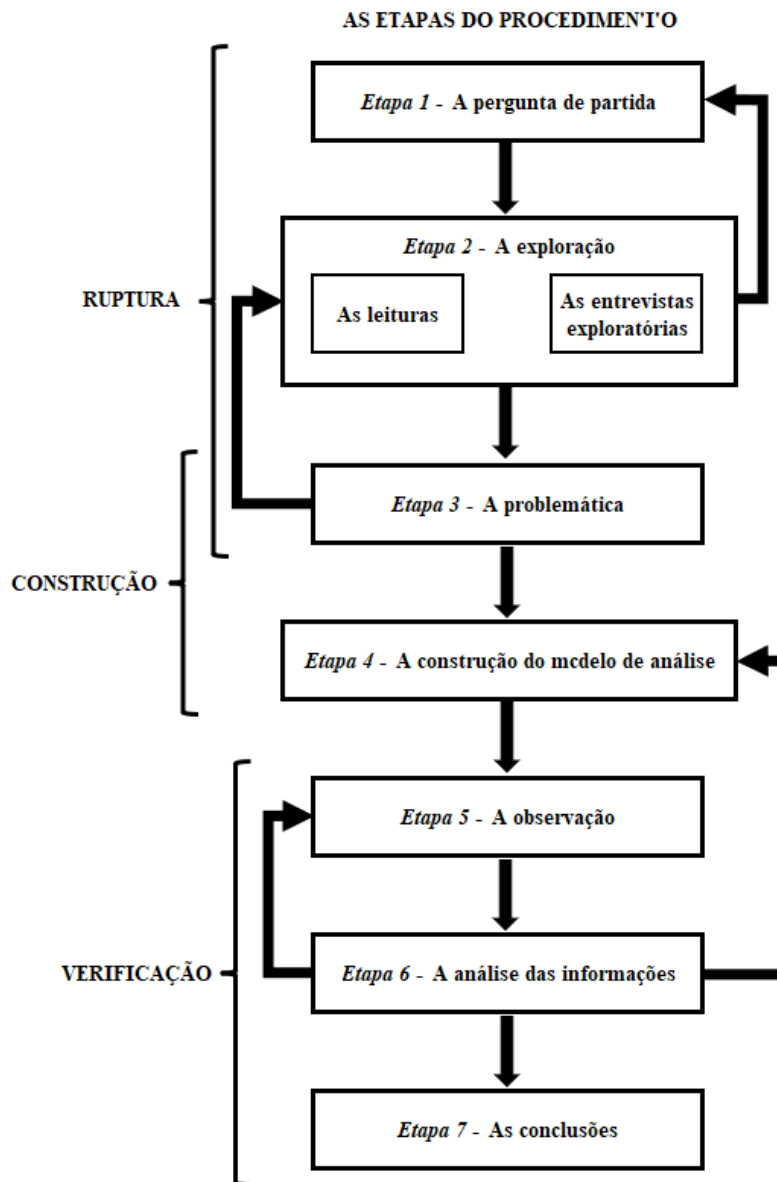 AS ETAPAS DO PROCEDIMEN'I'O
Etapa 1 - A pergunta de partida
Etapa 2 - A exploração
As leituras
As entrevistas
exploratórias
RUPTURA
Etapa 3 - A problemática
CONSTRUÇÃO
Etapa 4 - A construção do mcdelo de análise
Etapa 5 - A observação
VERIFICAÇÃO
Etapa 6 - A análise das informações
Etapa 7 - As conclusões